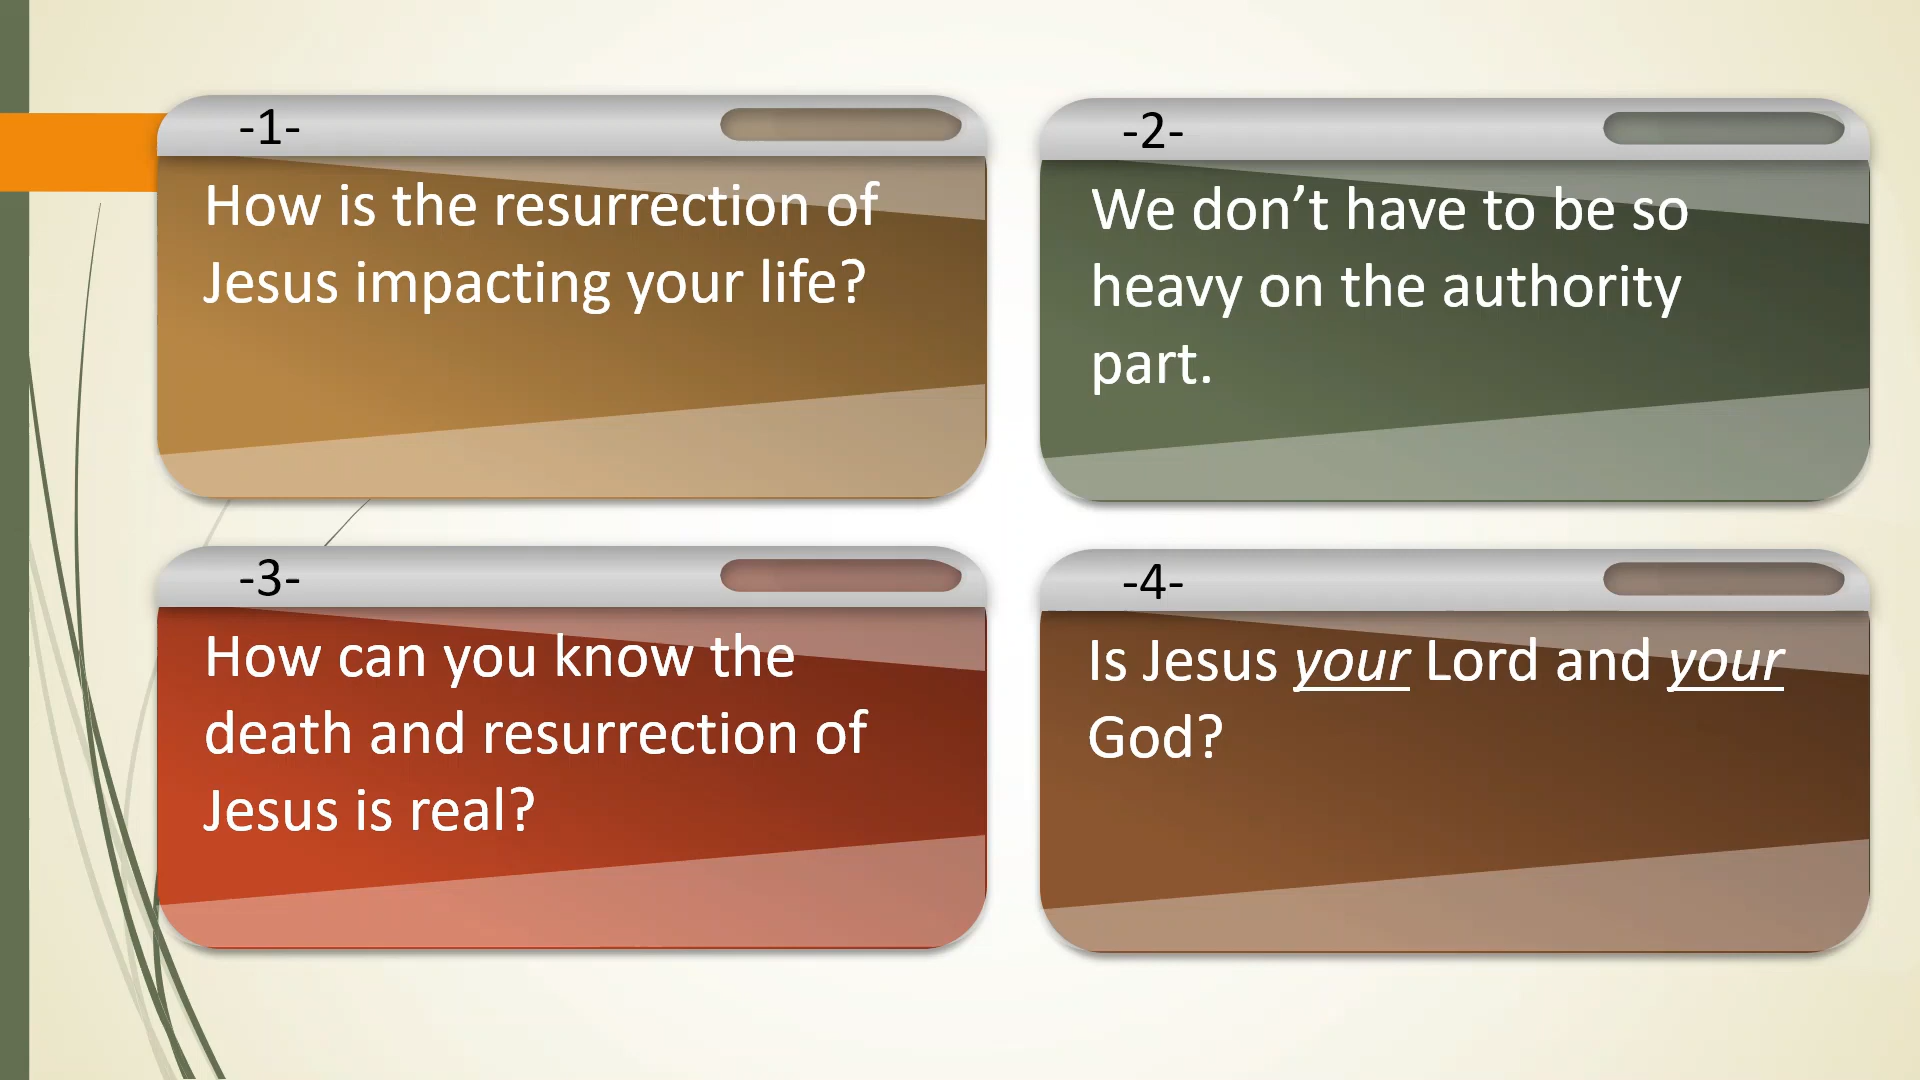 -1-
How is the resurrection of
Jesus impacting your life?
-2-
We don’t have to be so
heavy on the authority
part.
-3-
How can you know the
death and resurrection of
Jesus is real?
-4-
Is Jesus your Lord and your
God?